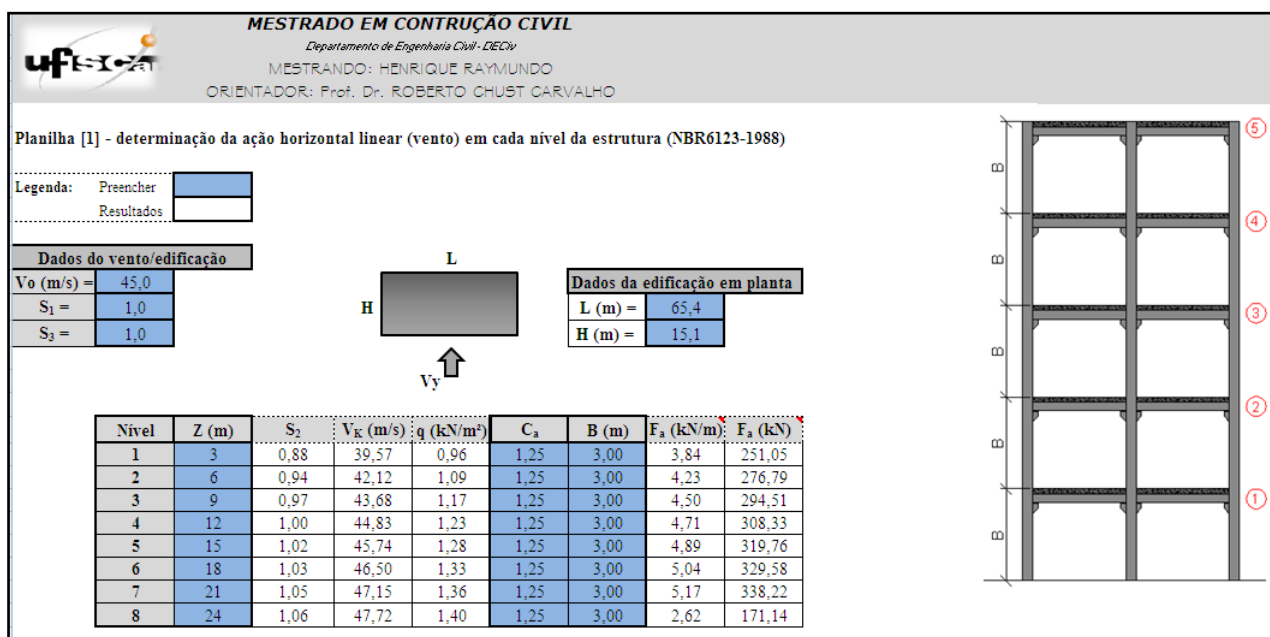 MESTRADO EM CONTRUÇÃO CIVIL
Departamento de Engenharia Civil - DECiv
MESTRANDO: HENRIQUE RAYMUNDO
ORIENTADOR: Prof. Dr. ROBERTO CHUST CARVALHO
ufscar
Planilha [1] - determinação da ação horizontal linear (vento) em cada nível da estrutura (NBR6123-1988)
Legenda: Preencher
Resultados
Dados do vento/edificação
Vo (m/s) = 45,0
S₁ = 1,0
S₃ = 1,0
L
H
Vy
Dados da edificação em planta
L (m) = 65,4
H (m) = 15,1
Nível Z (m) S₂ V_K (m/s) q (kN/m²) C_a B (m) F_a (kN/m) F_a (kN)
1 3 0,88 39,57 0,96 1,25 3,00 3,84 251,05
2 6 0,94 42,12 1,09 1,25 3,00 4,23 276,79
3 9 0,97 43,68 1,17 1,25 3,00 4,50 294,51
4 12 1,00 44,83 1,23 1,25 3,00 4,71 308,33
5 15 1,02 45,74 1,28 1,25 3,00 4,89 319,76
6 18 1,03 46,50 1,33 1,25 3,00 5,04 329,58
7 21 1,05 47,15 1,36 1,25 3,00 5,17 338,22
8 24 1,06 47,72 1,40 1,25 3,00 2,62 171,14
5
B
4
B
3
B
2
B
1
B